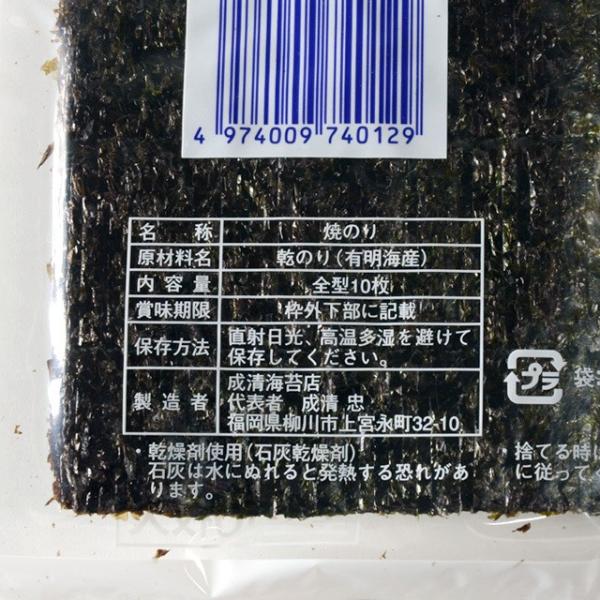 4 974009 740129
名称 焼のり
原材料名 乾のり(有明海産)
内容量 全型10枚
賞味期限 枠外下部に記載
保存方法 直射日光、高温多湿を避けて
保存してください。
製造者 成清海苔店
代表者 成清 忠
福岡県柳川市上宮永町32-10
・乾燥剤使用(石灰乾燥剤)
石灰は水にぬれると発熱する恐れがあ
ります。
プラ
袋
・捨てる時は
に従って